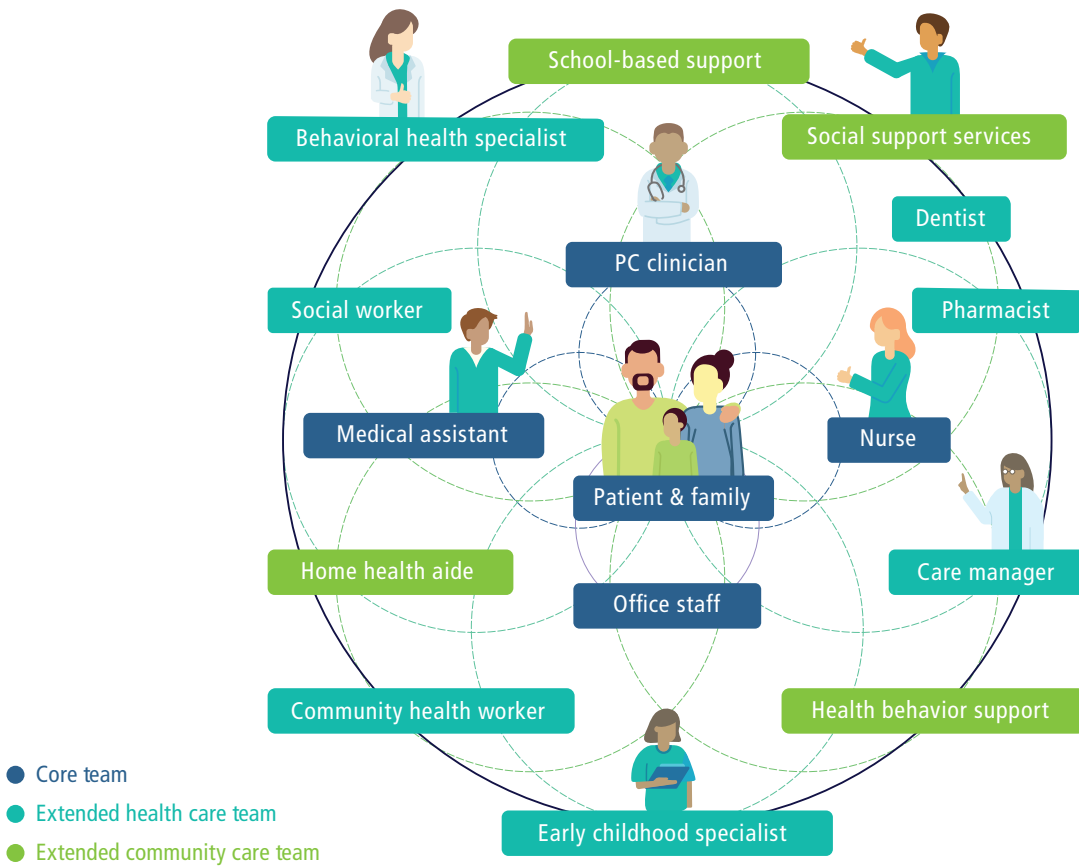 School-based support
Behavioral health specialist
Social support services
Dentist
PC clinician
Social worker
Pharmacist
Medical assistant
Nurse
Patient & family
Home health aide
Care manager
Office staff
Community health worker
Health behavior support
Early childhood specialist
Core team
Extended health care team
Extended community care team